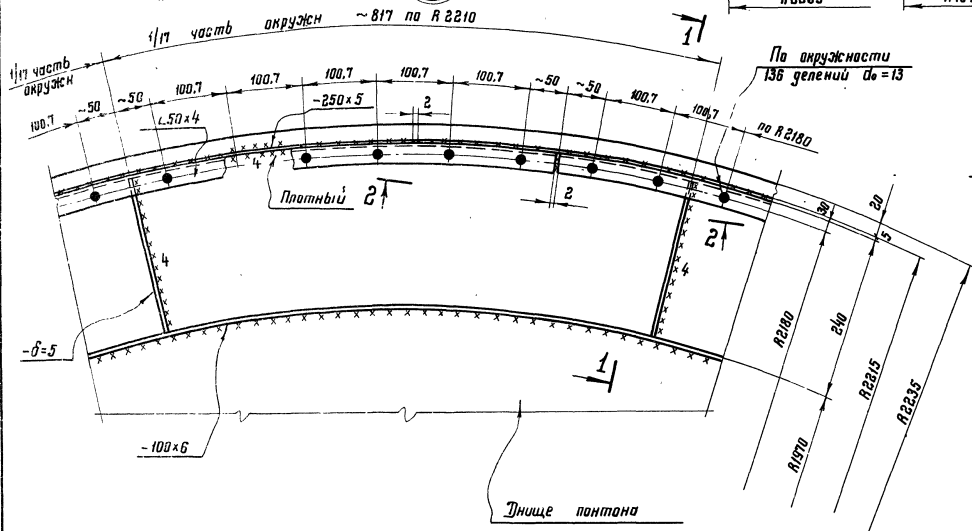 1/17 часть окружн ~817 по R 2210
1
1/17 часть
окружн
По окружности
136 делений d₀=13
100,7 ~50 ~50 100,7 100,7 100,7 100,7 100,7 ~50 ~50 100,7 100,7 по R 2180
∟50×4
-250×5
2
4
Плотный
2
2
2
30
20
5
4
4
-δ=5
R2180
240
R2215
R2235
R1970
1
-100×6
Днище понтона